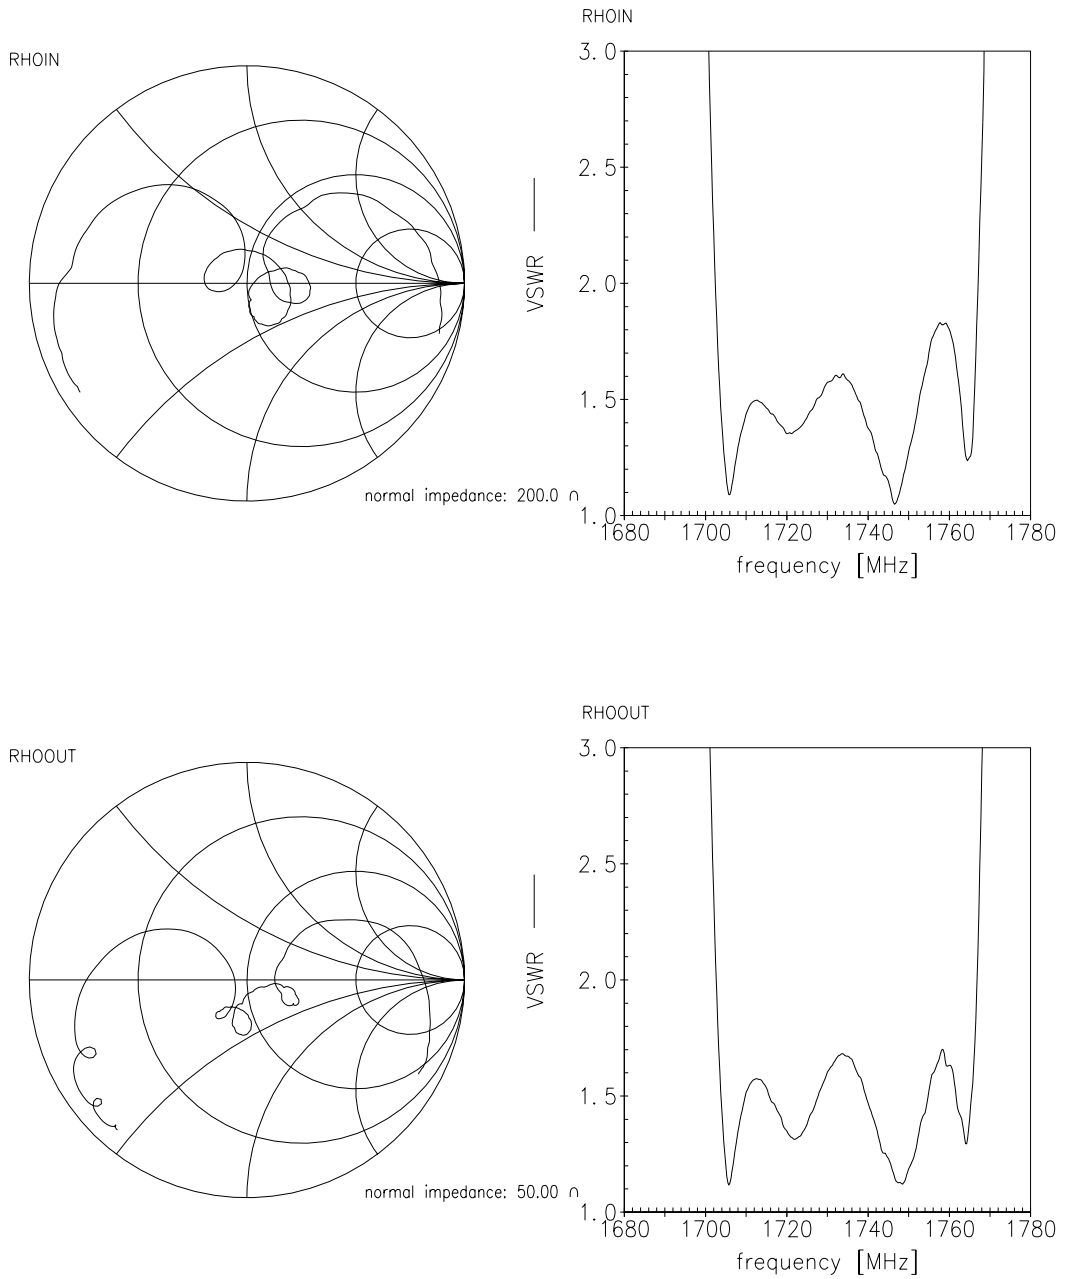 RHOIN
RHOIN
3.0
2.5
2.0
1.5
1.0
VSWR
1680 1700 1720 1740 1760 1780
frequency [MHz]
normal impedance: 200.0 Ω
RHOOUT
RHOOUT
3.0
2.5
2.0
1.5
1.0
VSWR
1680 1700 1720 1740 1760 1780
frequency [MHz]
normal impedance: 50.00 Ω